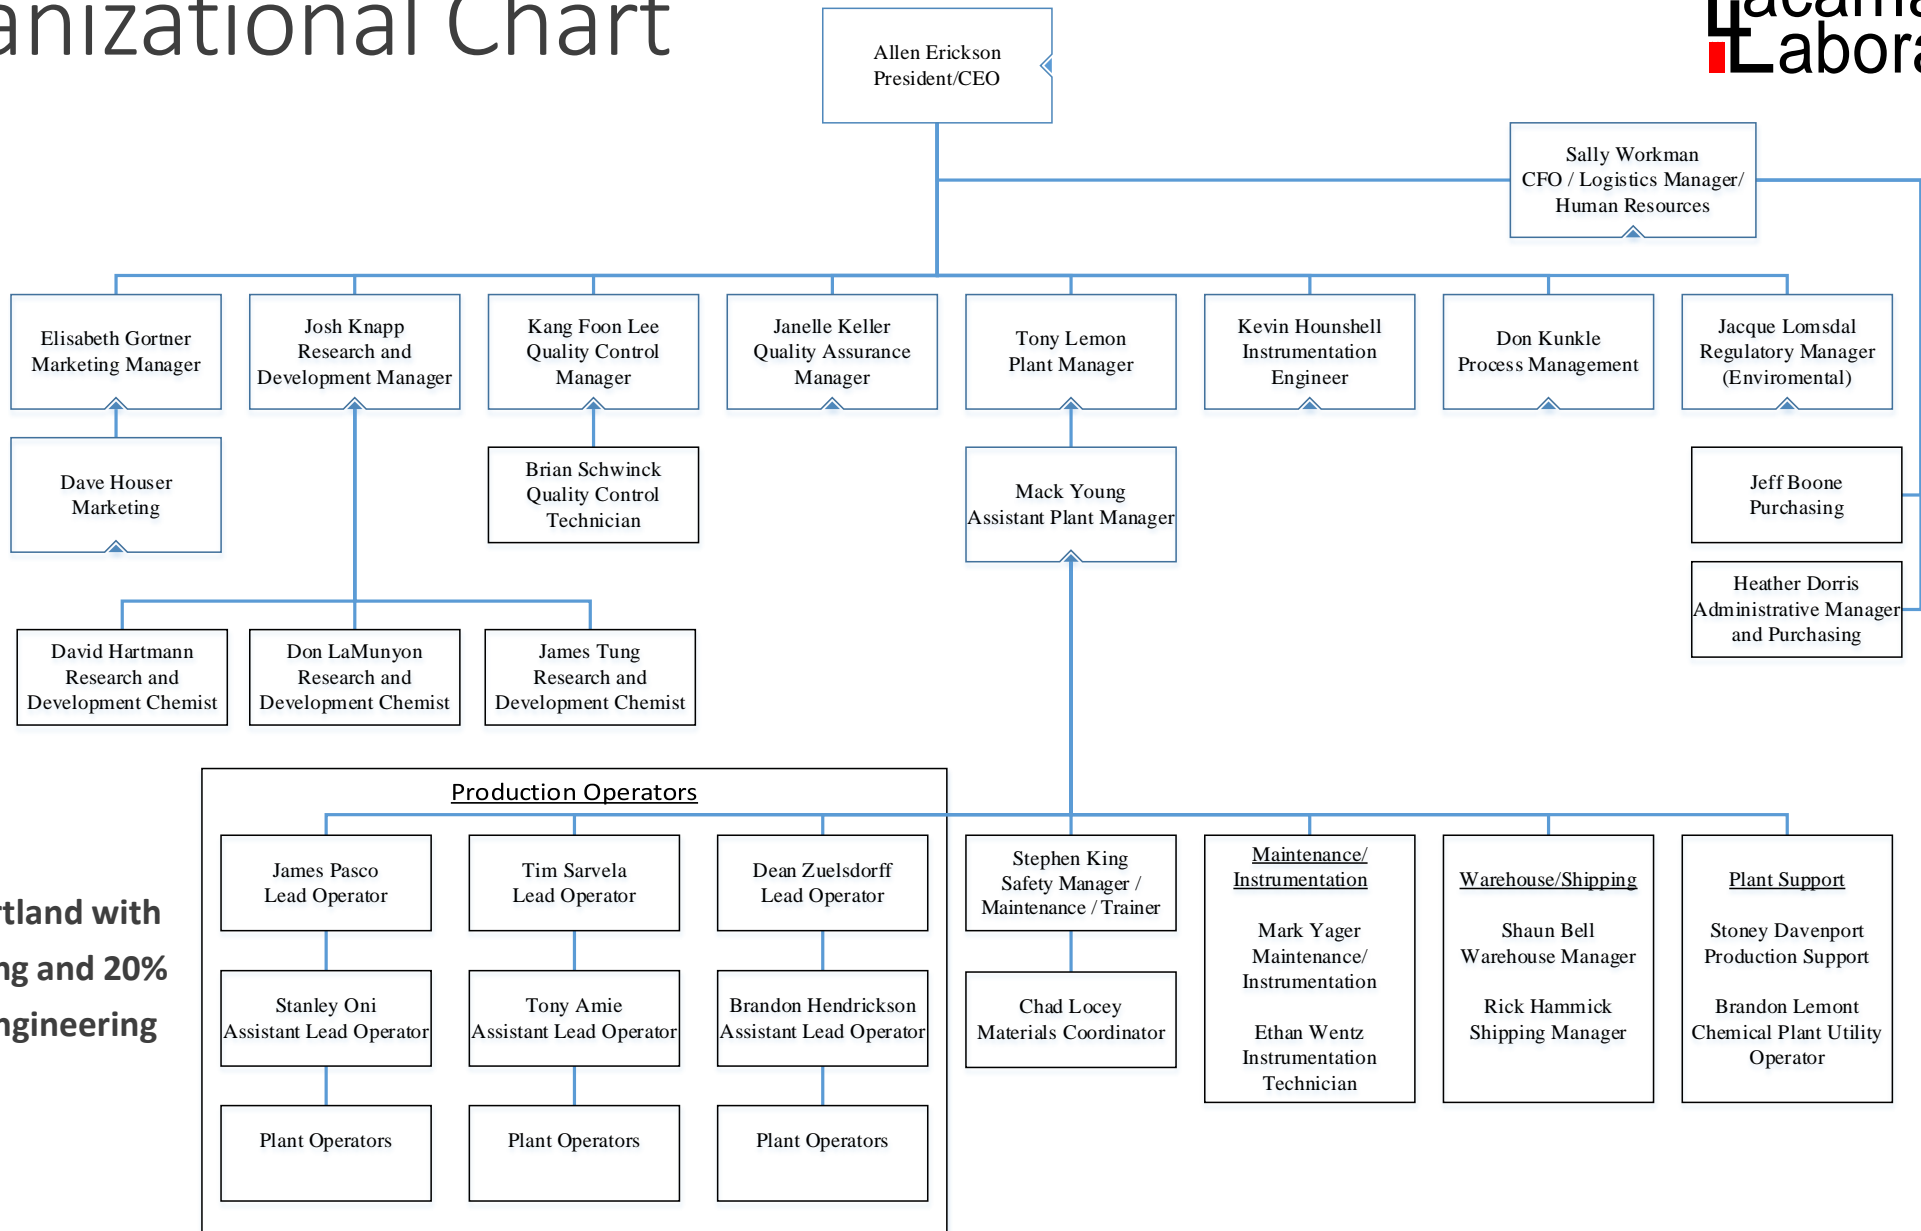 anizational Chart
Allen Erickson
President/CEO
Sally Workman
CFO / Logistics Manager/
Human Resources
Elisabeth Gortner
Marketing Manager
Josh Knapp
Research and
Development Manager
Kang Foon Lee
Quality Control
Manager
Janelle Keller
Quality Assurance
Manager
Tony Lemon
Plant Manager
Kevin Hounshell
Instrumentation
Engineer
Don Kunkle
Process Management
Jacque Lomsdal
Regulatory Manager
(Enviromental)
Dave Houser
Marketing
Brian Schwinck
Quality Control
Technician
Mack Young
Assistant Plant Manager
Jeff Boone
Purchasing
Heather Dorris
Administrative Manager
and Purchasing
David Hartmann
Research and
Development Chemist
Don LaMunyon
Research and
Development Chemist
James Tung
Research and
Development Chemist
Production Operators
James Pasco
Lead Operator
Tim Sarvela
Lead Operator
Dean Zuelsdorff
Lead Operator
Stephen King
Safety Manager /
Maintenance / Trainer
Maintenance/
Instrumentation
Mark Yager
Maintenance/
Instrumentation
Ethan Wentz
Instrumentation
Technician
Warehouse/Shipping
Shaun Bell
Warehouse Manager
Rick Hammick
Shipping Manager
Plant Support
Stoney Davenport
Production Support
Brandon Lemont
Chemical Plant Utility
Operator
Stanley Oni
Assistant Lead Operator
Tony Amie
Assistant Lead Operator
Brandon Hendrickson
Assistant Lead Operator
Chad Locey
Materials Coordinator
Plant Operators
Plant Operators
Plant Operators
rtland with
ng and 20%
ngineering